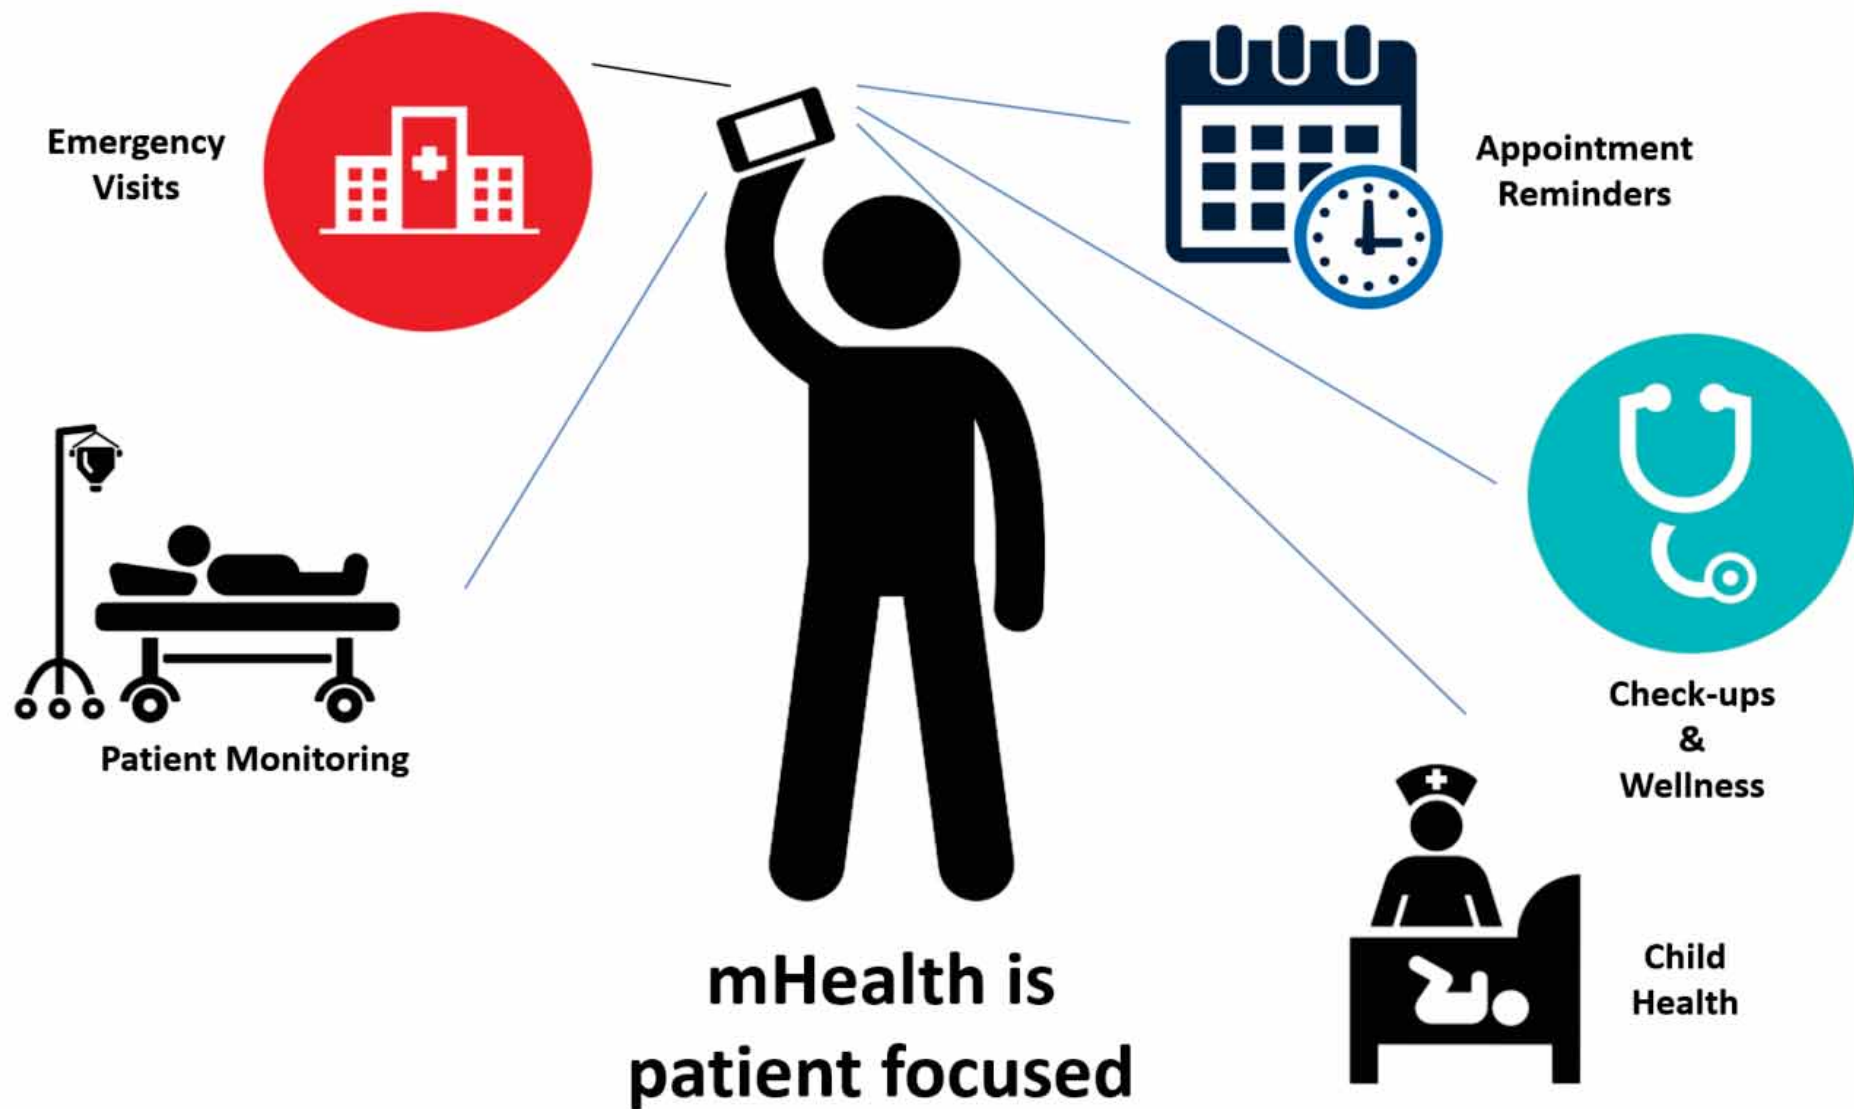 Emergency
Visits
Appointment
Reminders
Patient Monitoring
Check-ups
&
Wellness
Child
Health
mHealth is
patient focused